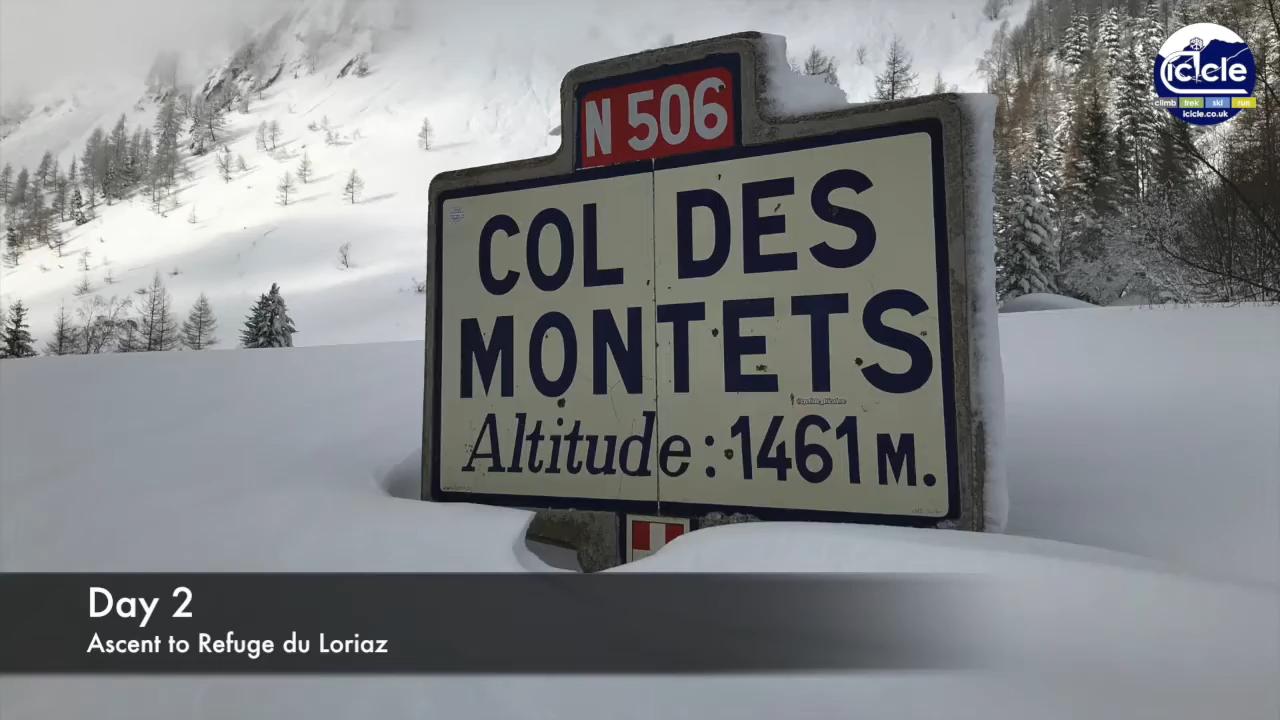 N 506
COL DES
MONTETS
Altitude : 1461 M.
icicle
climb trek ski run
icicle.co.uk
Day 2
Ascent to Refuge du Loriaz